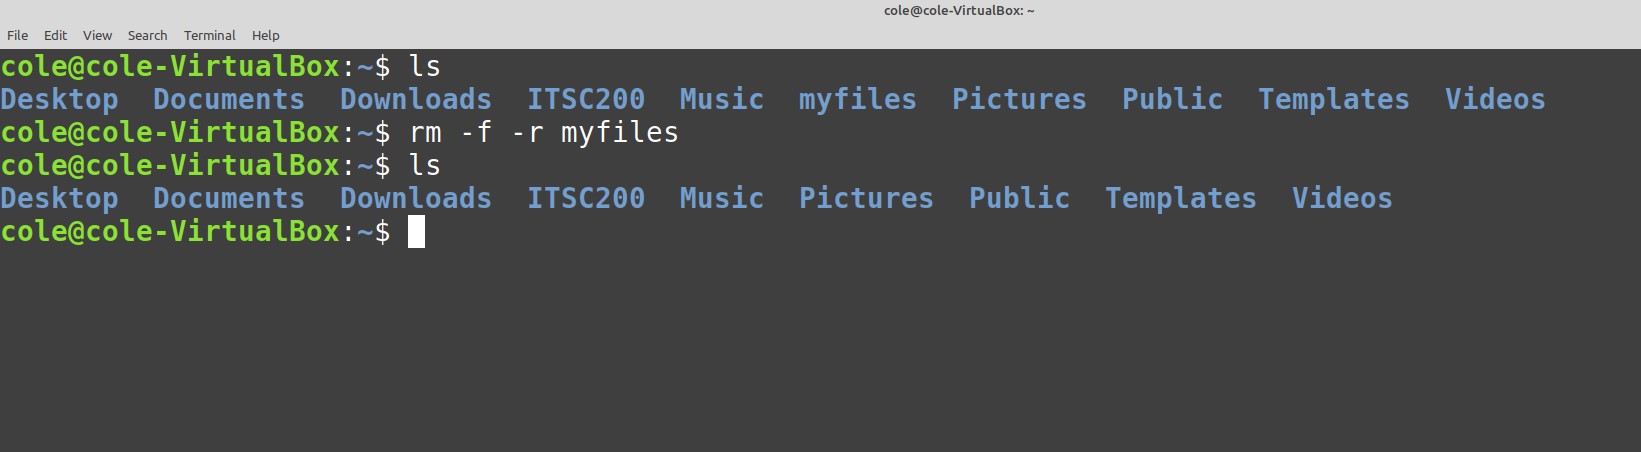 cole@cole-VirtualBox: ~
File Edit View Search Terminal Help
cole@cole-VirtualBox:~$ ls
Desktop Documents Downloads ITSC200 Music myfiles Pictures Public Templates Videos
cole@cole-VirtualBox:~$ rm -f -r myfiles
cole@cole-VirtualBox:~$ ls
Desktop Documents Downloads ITSC200 Music Pictures Public Templates Videos
cole@cole-VirtualBox:~$